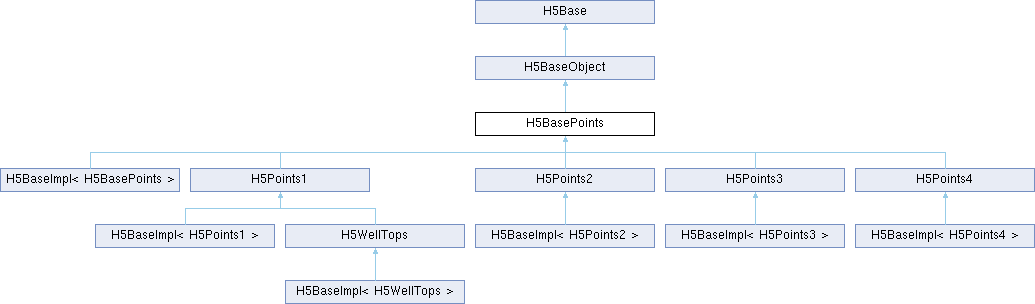 H5Base
H5BaseObject
H5BasePoints
H5BaseImpl< H5BasePoints >
H5Points1
H5Points2
H5Points3
H5Points4
H5BaseImpl< H5Points1 >
H5WellTops
H5BaseImpl< H5Points2 >
H5BaseImpl< H5Points3 >
H5BaseImpl< H5Points4 >
H5BaseImpl< H5WellTops >